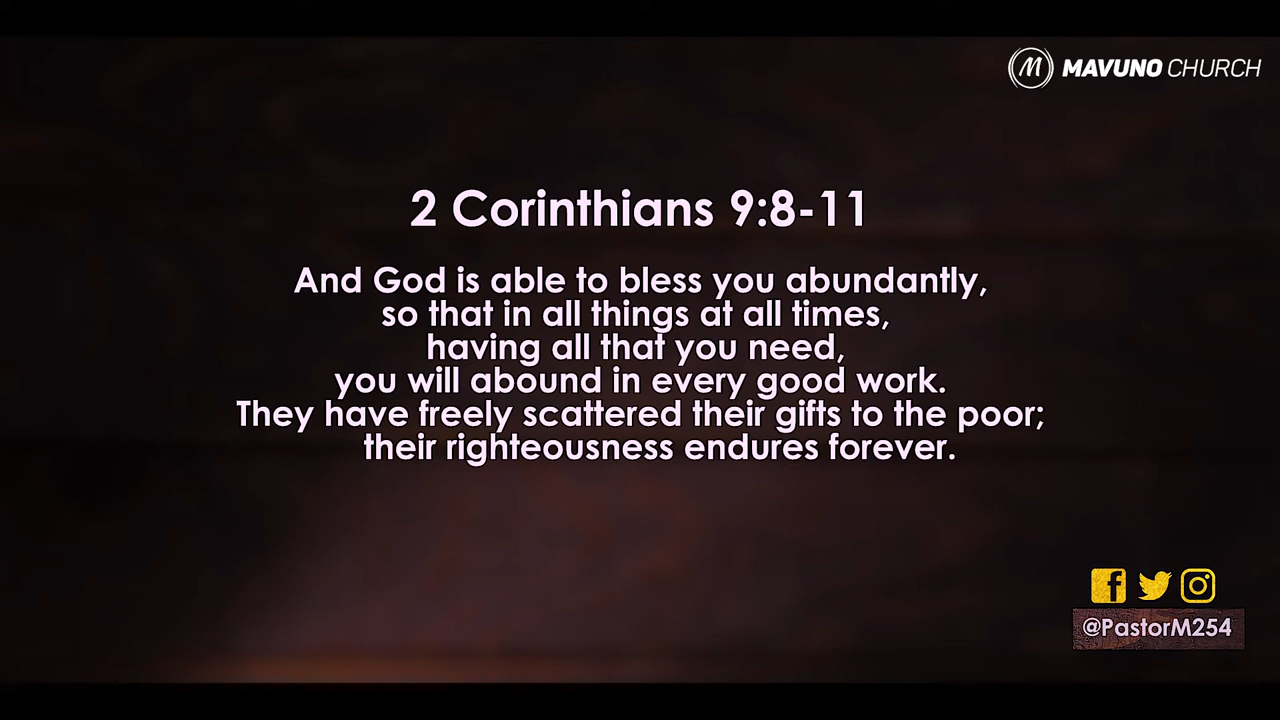 MAVUNO CHURCH
2 Corinthians 9:8-11
And God is able to bless you abundantly,
so that in all things at all times,
having all that you need,
you will abound in every good work.
They have freely scattered their gifts to the poor;
their righteousness endures forever.
@PastorM254